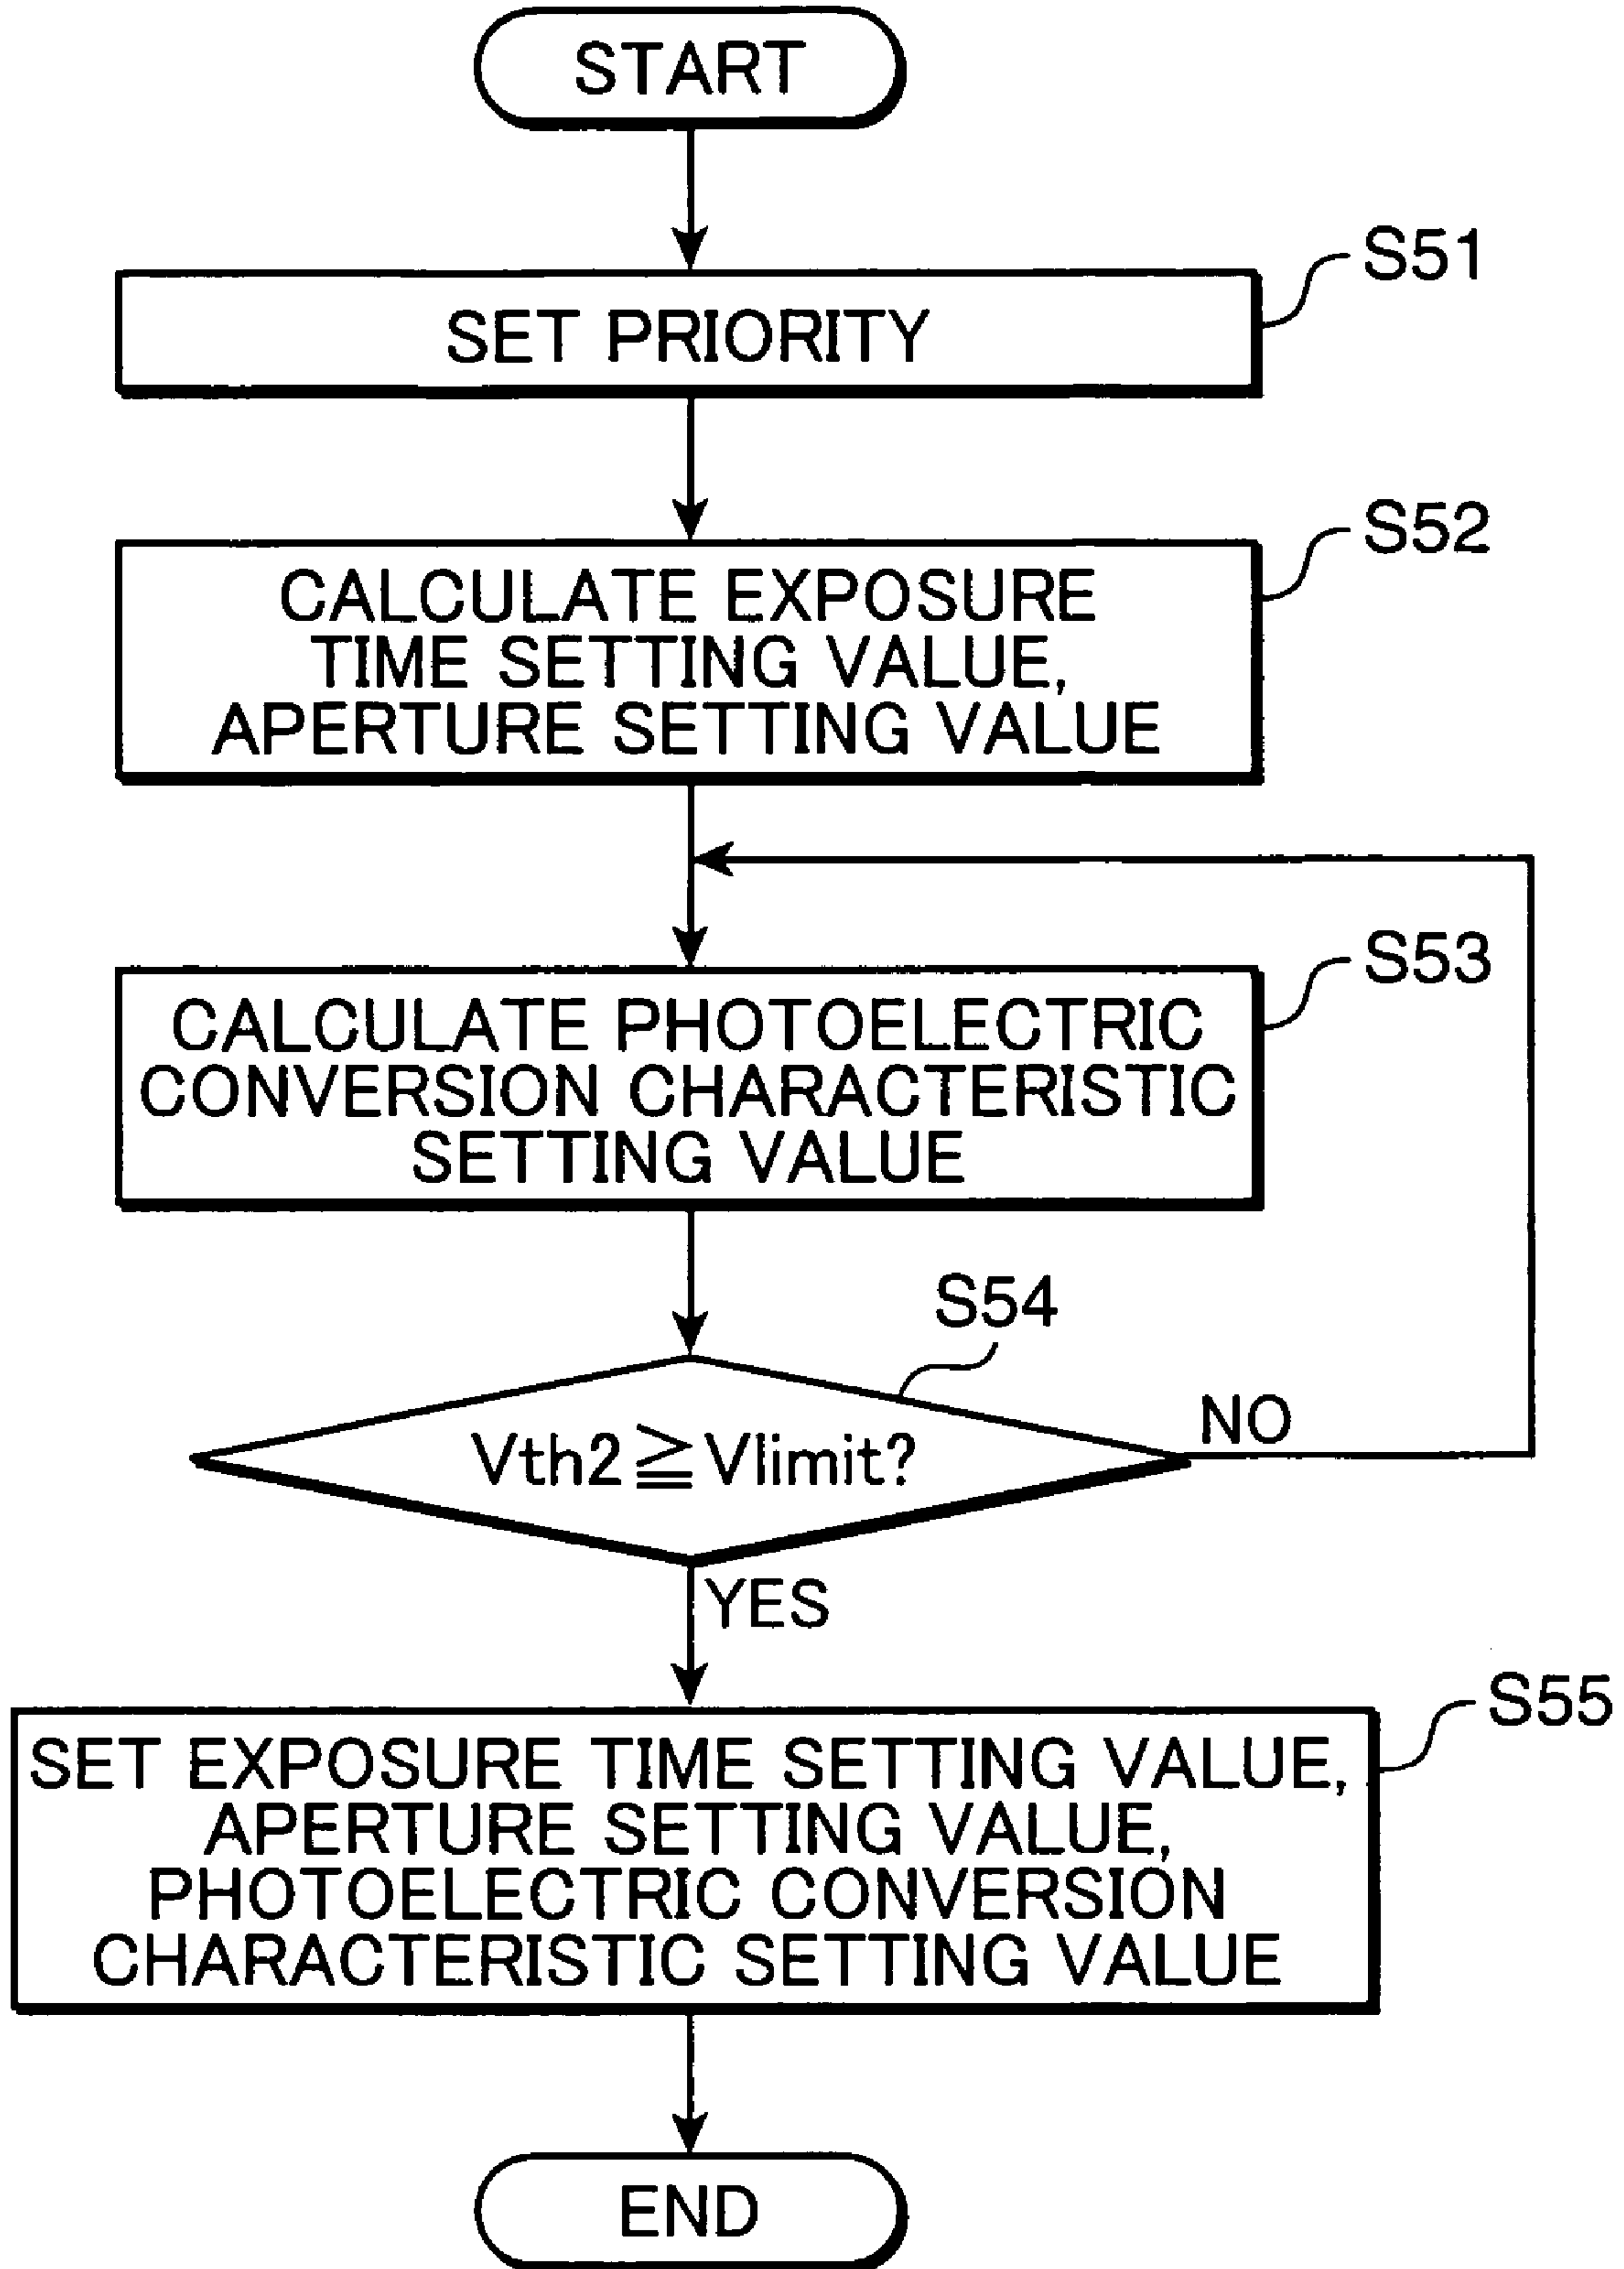 START
S51
SET PRIORITY
S52
CALCULATE EXPOSURE
TIME SETTING VALUE,
APERTURE SETTING VALUE
S53
CALCULATE PHOTOELECTRIC
CONVERSION CHARACTERISTIC
SETTING VALUE
S54
Vth2≧Vlimit?
NO
YES
S55
SET EXPOSURE TIME SETTING VALUE,
APERTURE SETTING VALUE,
PHOTOELECTRIC CONVERSION
CHARACTERISTIC SETTING VALUE
END